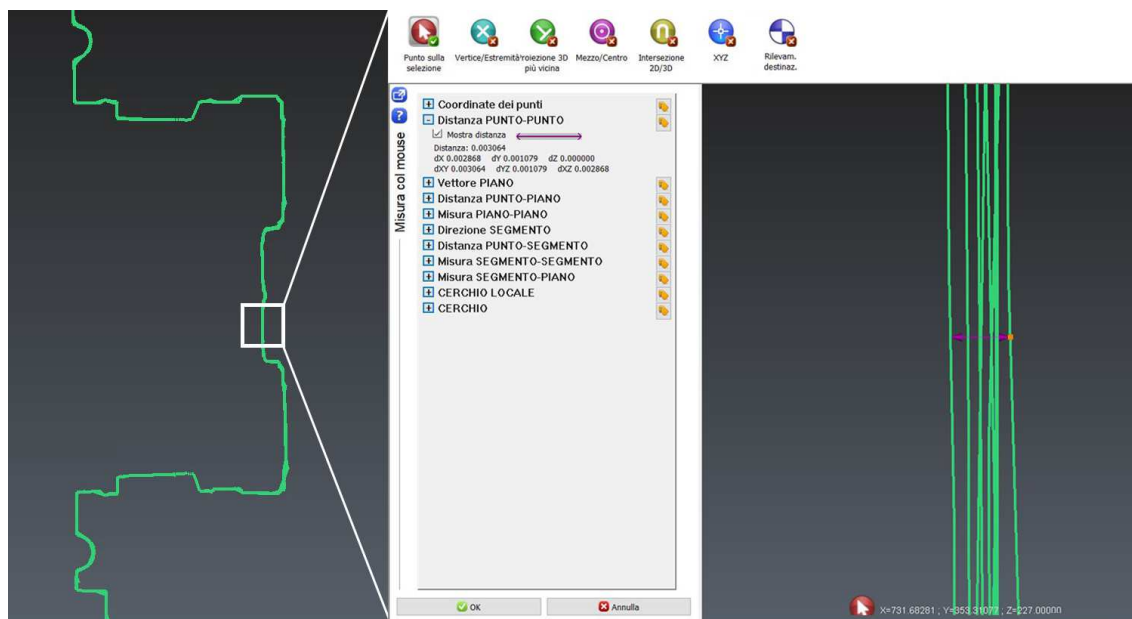 Punto sulla selezione
Vertice/Estremità
Proiezione 3D più vicina
Mezzo/Centro
Intersezione 2D/3D
XYZ
Rilevam. destinaz.
Misura col mouse
Coordinate dei punti
Distanza PUNTO-PUNTO
Mostra distanza
Distanza: 0.003064
dX 0.002868 dY 0.001079 dZ 0.000000
dXY 0.003064 dYZ 0.001079 dXZ 0.002868
Vettore PIANO
Distanza PUNTO-PIANO
Misura PIANO-PIANO
Direzione SEGMENTO
Distanza PUNTO-SEGMENTO
Misura SEGMENTO-SEGMENTO
Misura SEGMENTO-PIANO
CERCHIO LOCALE
CERCHIO
OK
Annulla
X=731.68281 ; Y=353.31077 ; Z=227.00000